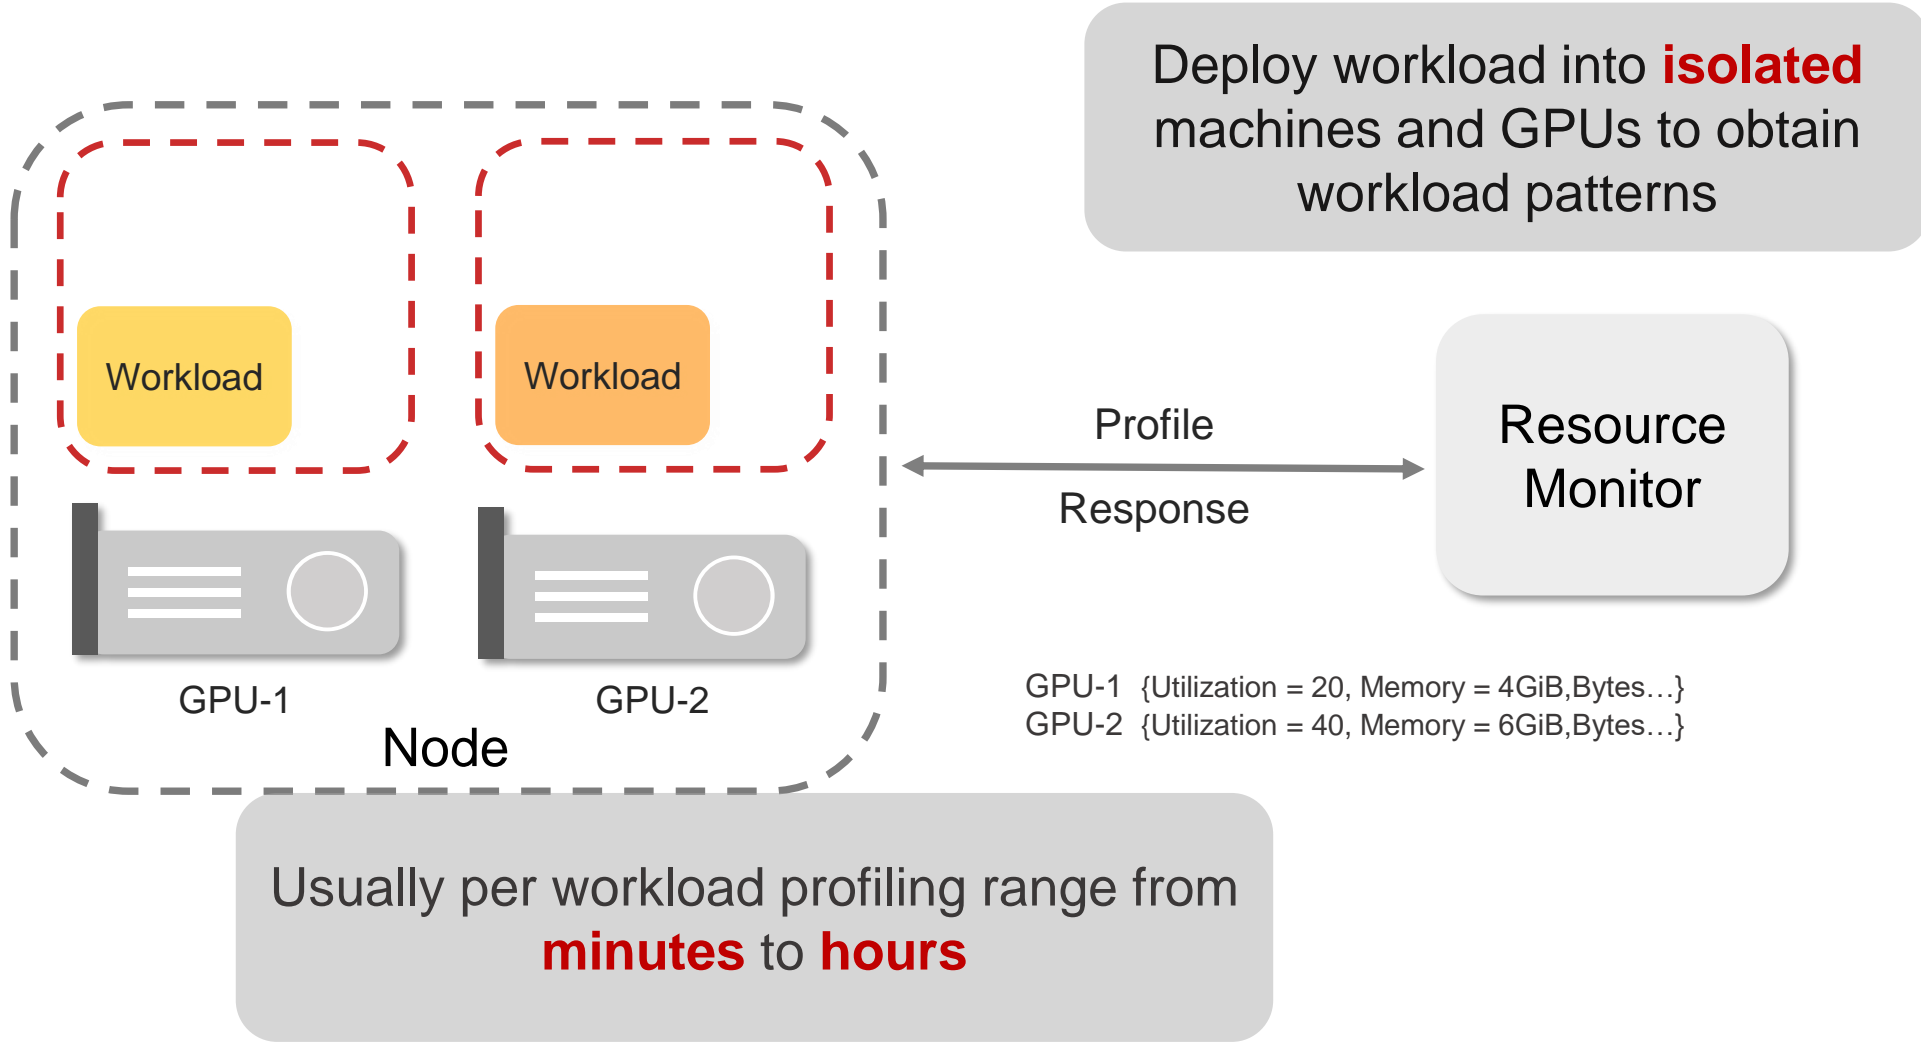 Deploy workload into isolated
machines and GPUs to obtain
workload patterns
Workload
Workload
GPU-1
GPU-2
Node
Profile
Response
Resource
Monitor
GPU-1 {Utilization = 20, Memory = 4GiB,Bytes…}
GPU-2 {Utilization = 40, Memory = 6GiB,Bytes…}
Usually per workload profiling range from
minutes to hours